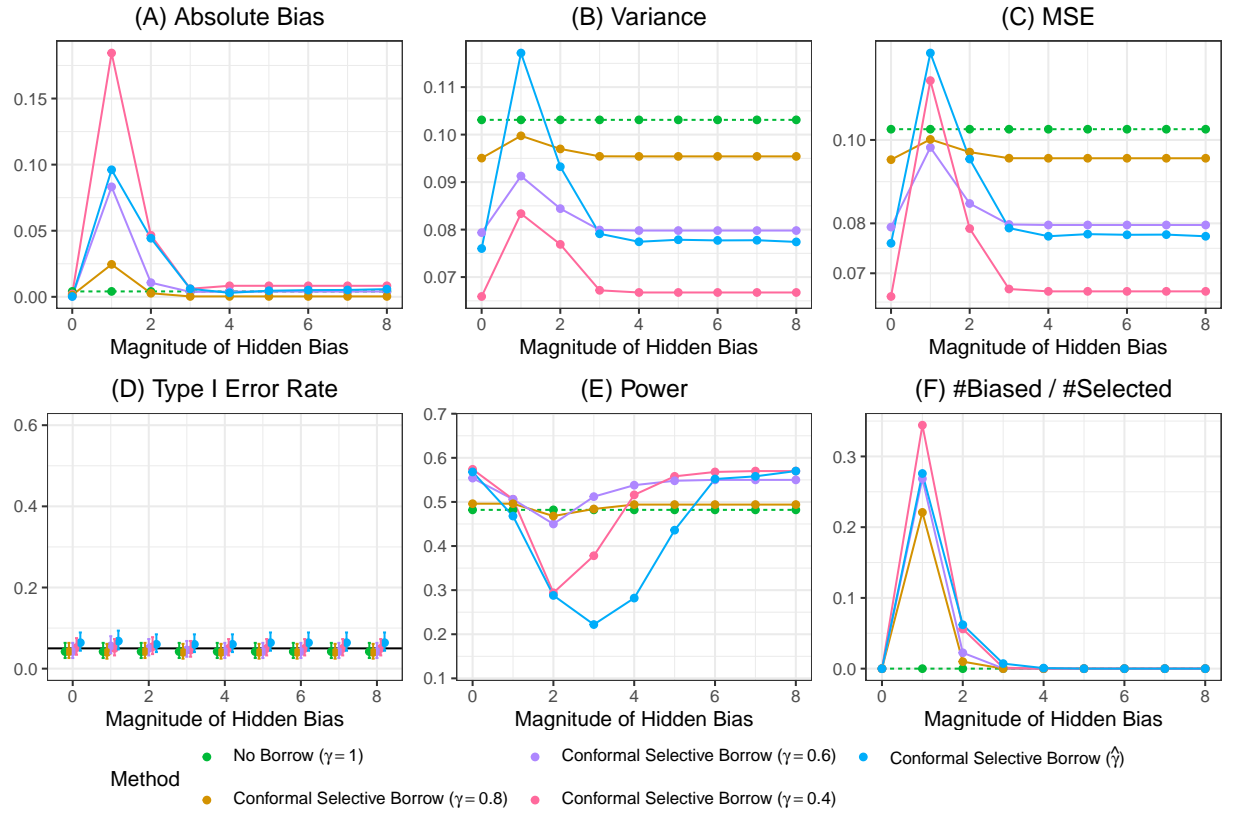 (A) Absolute Bias
0.15
0.10
0.05
0.00
0 2 4 6 8
Magnitude of Hidden Bias
(B) Variance
0.11
0.10
0.09
0.08
0.07
0 2 4 6 8
Magnitude of Hidden Bias
(C) MSE
0.10
0.08
0.07
0 2 4 6 8
Magnitude of Hidden Bias
(D) Type I Error Rate
0.6
0.4
0.2
0.0
0 2 4 6 8
Magnitude of Hidden Bias
(E) Power
0.7
0.6
0.5
0.4
0.3
0.2
0.1
0 2 4 6 8
Magnitude of Hidden Bias
(F) #Biased / #Selected
0.3
0.2
0.1
0.0
0 2 4 6 8
Magnitude of Hidden Bias
Method
No Borrow (γ = 1)
Conformal Selective Borrow (γ = 0.8)
Conformal Selective Borrow (γ = 0.6)
Conformal Selective Borrow (γ = 0.4)
Conformal Selective Borrow (γ̂)